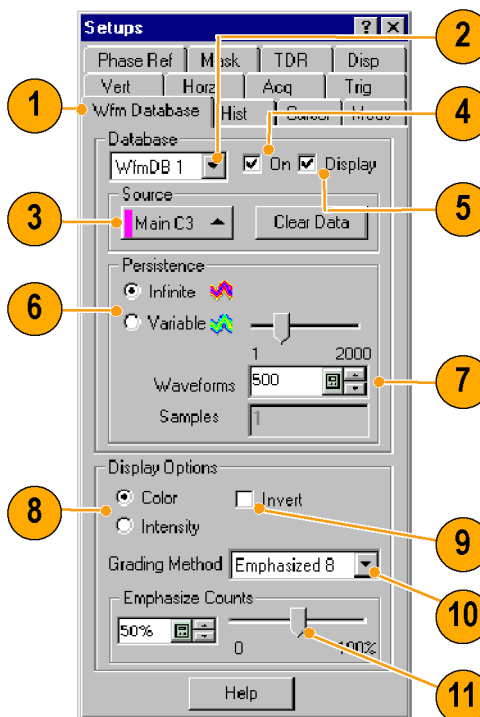 Setups ? ×
2
Phase Ref Mask TDR Disp
Vert Horz Acq Trig
1
Wfm Database Hist Cursor
4
Database
WfmDB 1 On Display
5
Source
3
Main C3 Clear Data
Persistence
6
Infinite
Variable
1 2000
Waveforms 500
7
Samples 1
Display Options
8
Color Invert
Intensity
9
Grading Method Emphasized 8
10
Emphasize Counts
50%
0 100%
11
Help